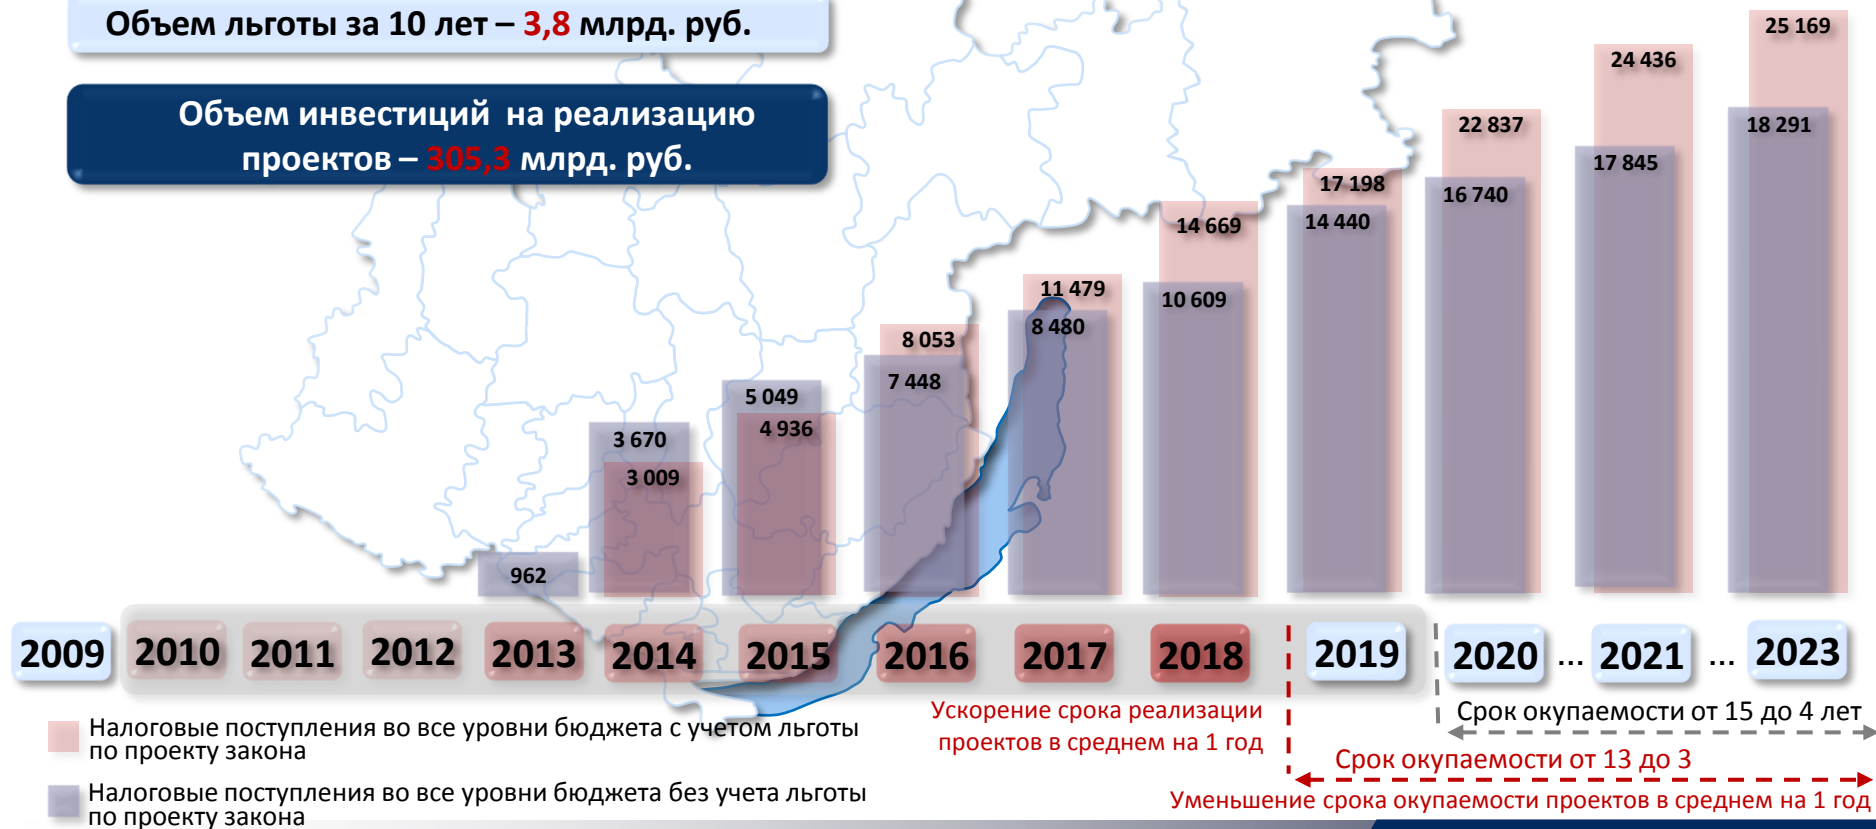 Объем льготы за 10 лет – 3,8 млрд. руб.
Объем инвестиций на реализацию
проектов – 305,3 млрд. руб.
962
3 670
3 009
5 049
4 936
8 053
7 448
11 479
8 480
14 669
10 609
17 198
14 440
22 837
16 740
24 436
17 845
25 169
18 291
2009 2010 2011 2012 2013 2014 2015 2016 2017 2018 2019 2020 ... 2021 ... 2023
Налоговые поступления во все уровни бюджета с учетом льготы
по проекту закона
Налоговые поступления во все уровни бюджета без учета льготы
по проекту закона
Ускорение срока реализации
проектов в среднем на 1 год
Срок окупаемости от 15 до 4 лет
Срок окупаемости от 13 до 3
Уменьшение срока окупаемости проектов в среднем на 1 год